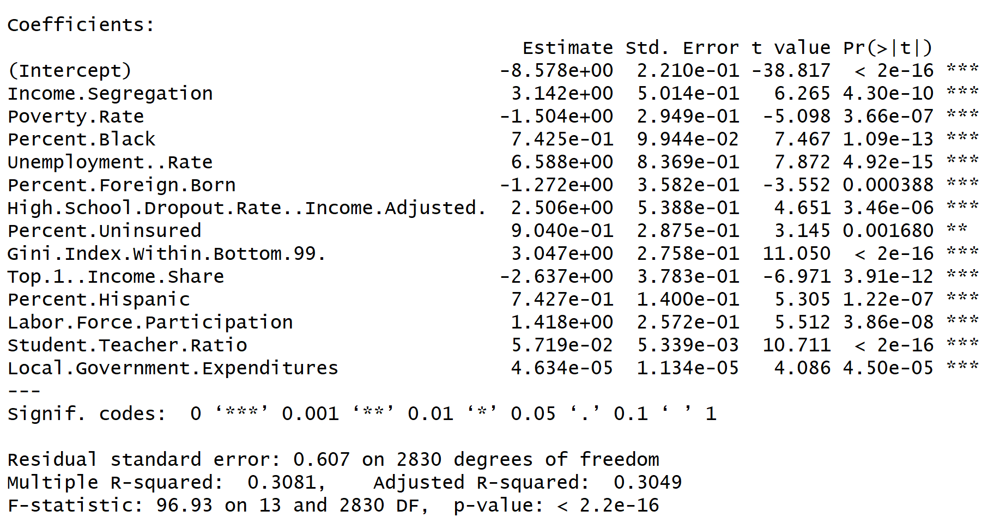 Coefficients:
                                             Estimate Std. Error t value Pr(>|t|)
(Intercept)                                -8.578e+00  2.210e-01 -38.817  < 2e-16 ***
Income.Segregation                          3.142e+00  5.014e-01   6.265 4.30e-10 ***
Poverty.Rate                               -1.504e+00  2.949e-01  -5.098 3.66e-07 ***
Percent.Black                               7.425e-01  9.944e-02   7.467 1.09e-13 ***
Unemployment..Rate                          6.588e+00  8.369e-01   7.872 4.92e-15 ***
Percent.Foreign.Born                       -1.272e+00  3.582e-01  -3.552 0.000388 ***
High.School.Dropout.Rate..Income.Adjusted.  2.506e+00  5.388e-01   4.651 3.46e-06 ***
Percent.Uninsured                           9.040e-01  2.875e-01   3.145 0.001680 **
Gini.Index.Within.Bottom.99.                3.047e+00  2.758e-01  11.050  < 2e-16 ***
Top.1..Income.Share                        -2.637e+00  3.783e-01  -6.971 3.91e-12 ***
Percent.Hispanic                            7.427e-01  1.400e-01   5.305 1.22e-07 ***
Labor.Force.Participation                   1.418e+00  2.572e-01   5.512 3.86e-08 ***
Student.Teacher.Ratio                       5.719e-02  5.339e-03  10.711  < 2e-16 ***
Local.Government.Expenditures               4.634e-05  1.134e-05   4.086 4.50e-05 ***
---
Signif. codes:  0 ‘***’ 0.001 ‘**’ 0.01 ‘*’ 0.05 ‘.’ 0.1 ‘ ’ 1
Residual standard error: 0.607 on 2830 degrees of freedom
Multiple R-squared:  0.3081,    Adjusted R-squared:  0.3049
F-statistic: 96.93 on 13 and 2830 DF,  p-value: < 2.2e-16